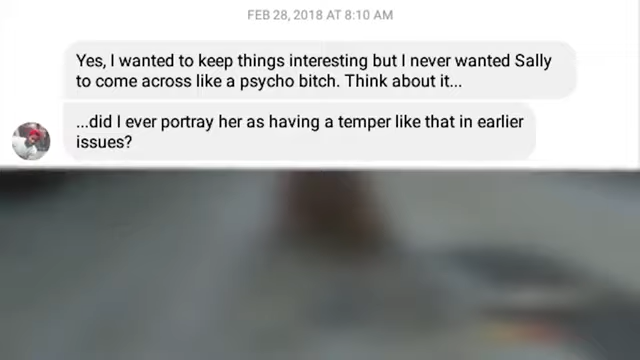 FEB 28, 2018 AT 8:10 AM
Yes, I wanted to keep things interesting but I never wanted Sally
to come across like a psycho bitch. Think about it...
...did I ever portray her as having a temper like that in earlier
issues?